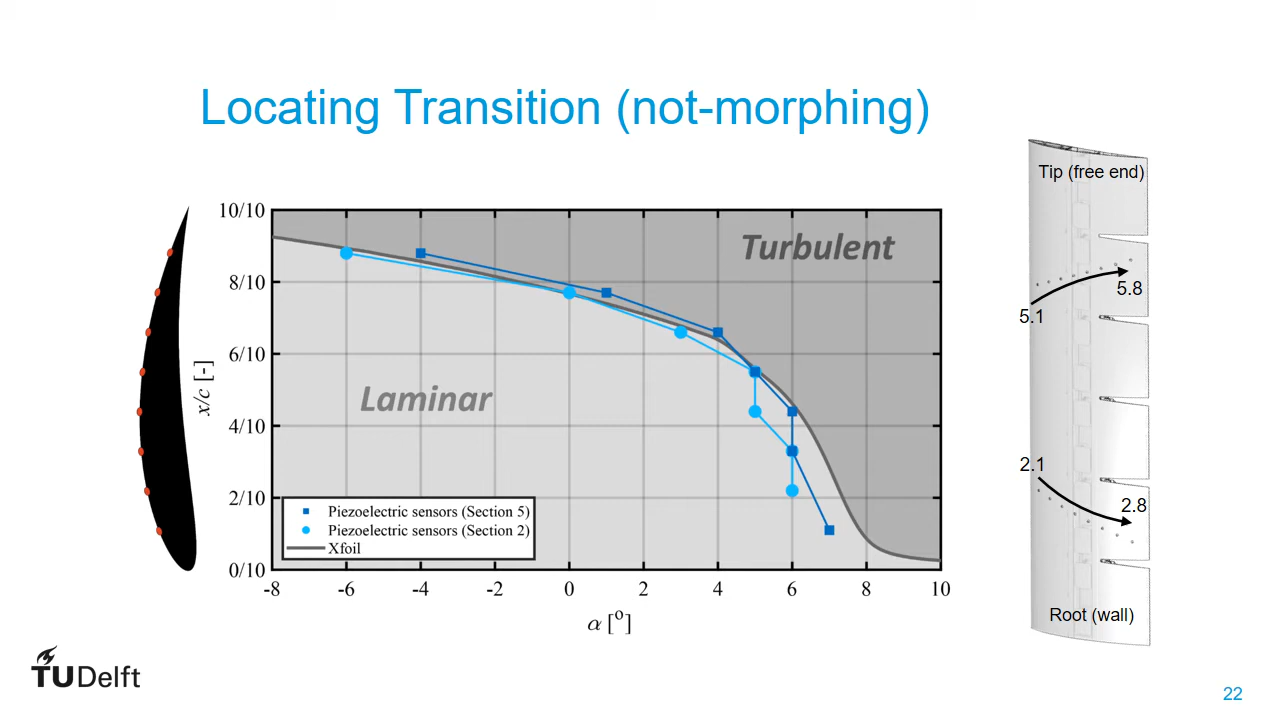 Locating Transition (not-morphing)
Tip (free end)
10/10
8/10
6/10
4/10
2/10
0/10
x/c [-]
Turbulent
Laminar
Piezoelectric sensors (Section 5)
Piezoelectric sensors (Section 2)
Xfoil
-8 -6 -4 -2 0 2 4 6 8 10
α [o]
5.8
5.1
2.1
2.8
Root (wall)
TUDelft
22